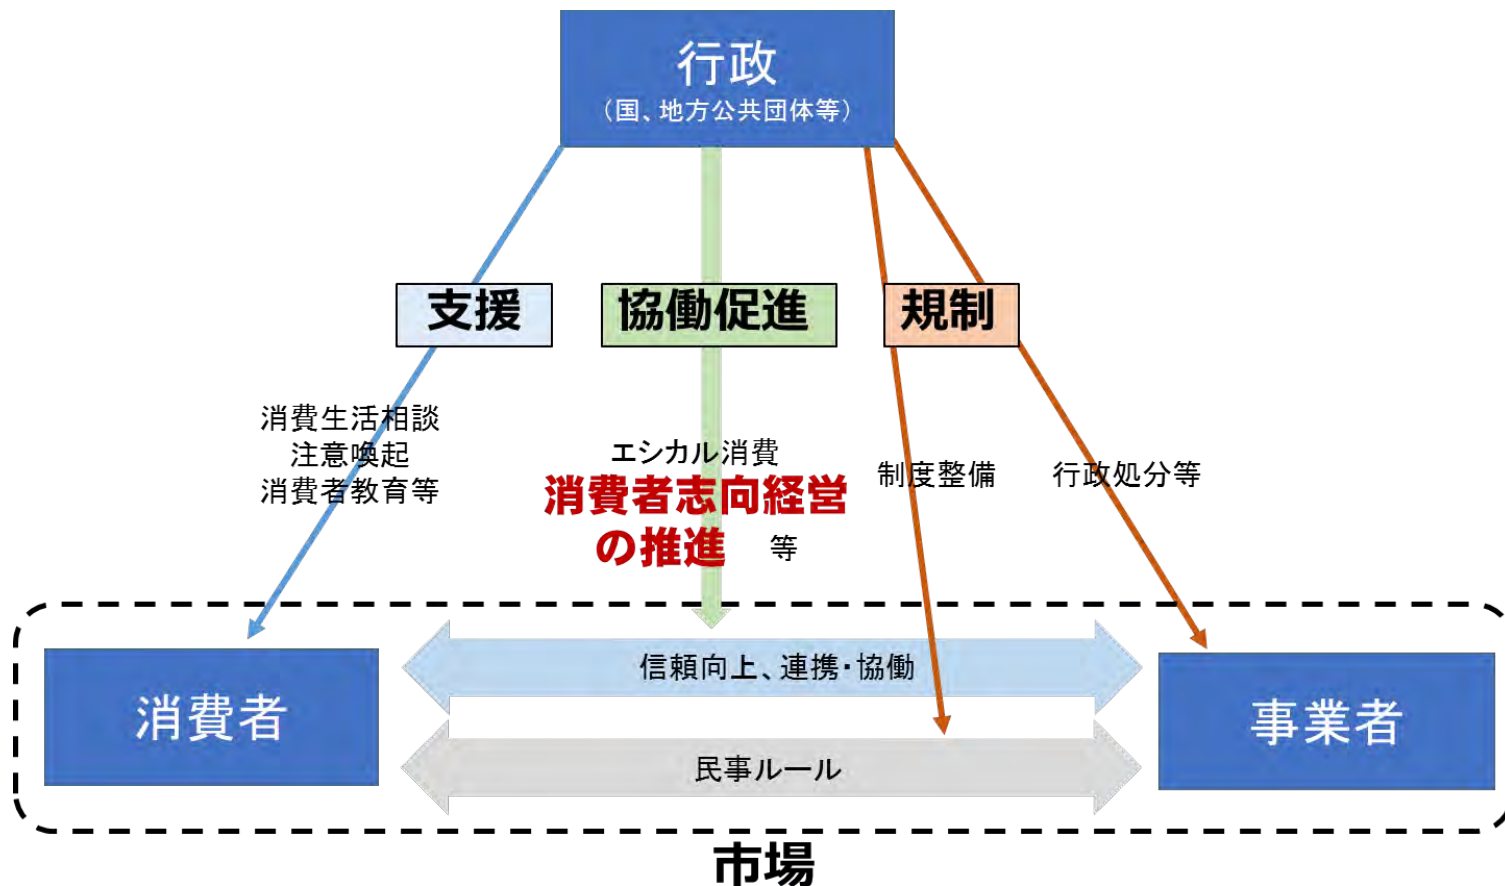 行政
（国、地方公共団体等）
支援
協働促進
規制
消費生活相談
注意喚起
消費者教育等
エシカル消費
消費者志向経営
の推進 等
制度整備
行政処分等
信頼向上、連携・協働
消費者
事業者
民事ルール
市場